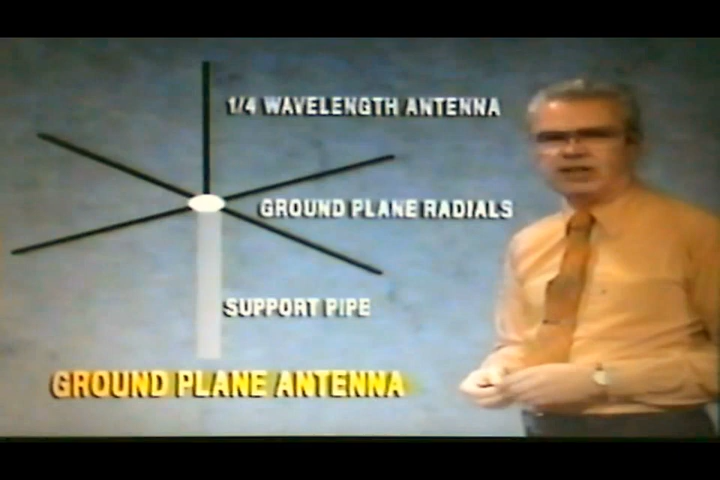 1/4 WAVELENGTH ANTENNA
GROUND PLANE RADIALS
SUPPORT PIPE
GROUND PLANE ANTENNA